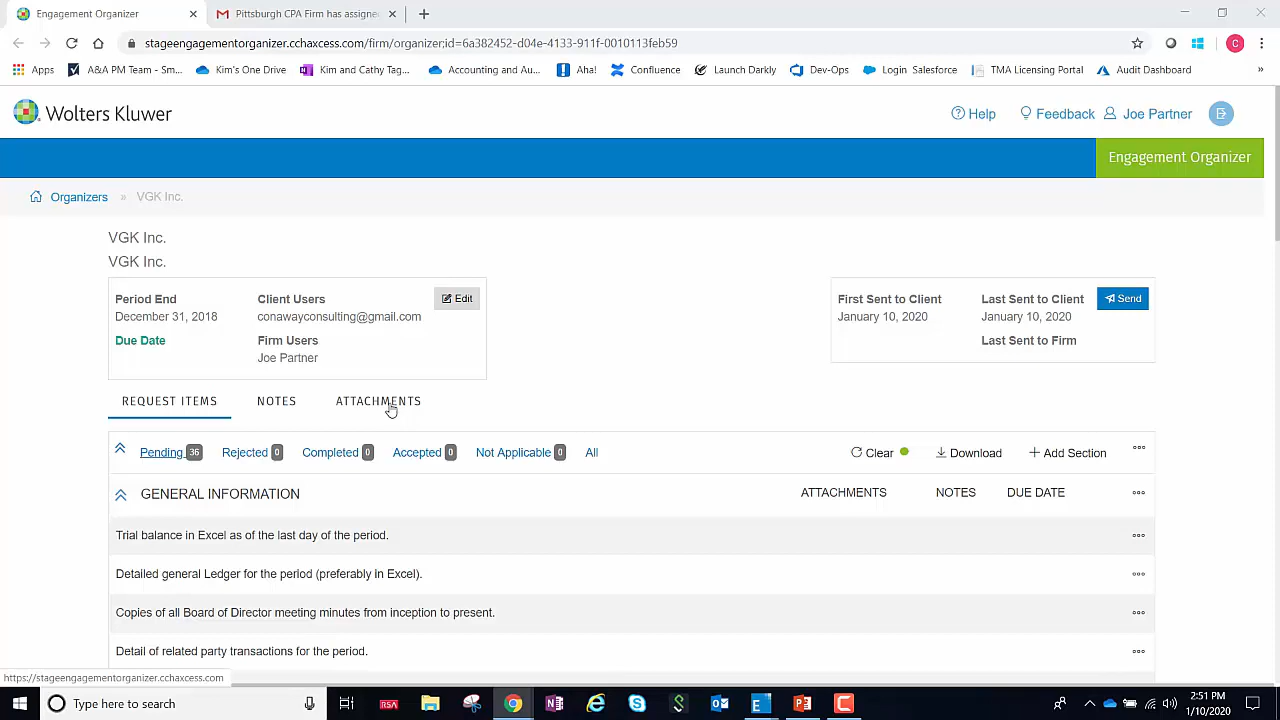 Engagement Organizer
Pittsburgh CPA Firm has assigne
stageengagementorganizer.cchaxcess.com/firm/organizer;id=6a382452-d04e-4133-911f-0010113feb59
C
Apps A&A PM Team - Sm... Kim's One Drive Kim and Cathy Tag... Accounting and Au... Aha! Confluence Launch Darkly Dev-Ops Login Salesforce TMA Licensing Portal Audit Dashboard »
Wolters Kluwer
Help Feedback Joe Partner
Engagement Organizer
Organizers » VGK Inc.
VGK Inc.
VGK Inc.
Period End Client Users Edit
December 31, 2018 conawayconsulting@gmail.com
Due Date Firm Users
Joe Partner
First Sent to Client Last Sent to Client Send
January 10, 2020 January 10, 2020
Last Sent to Firm
REQUEST ITEMS NOTES ATTACHMENTS
Pending 36 Rejected 0 Completed 0 Accepted 0 Not Applicable 0 All Clear Download + Add Section
GENERAL INFORMATION ATTACHMENTS NOTES DUE DATE
Trial balance in Excel as of the last day of the period.
Detailed general Ledger for the period (preferably in Excel).
Copies of all Board of Director meeting minutes from inception to present.
Detail of related party transactions for the period.
https://stageengagementorganizer.cchaxcess.com
Type here to search
RSA
2:51 PM
1/10/2020